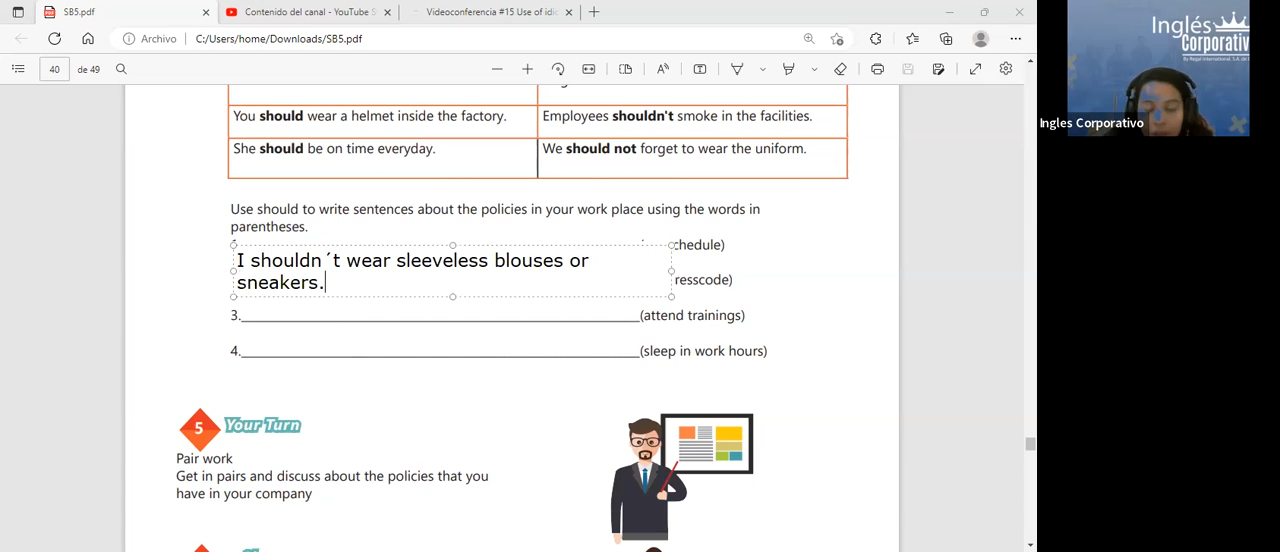 SB5.pdf
Contenido del canal - YouTube S
Videoconferencia #15 Use of idi
Archivo
C:/Users/home/Downloads/SB5.pdf
40
de 49
You should wear a helmet inside the factory.
Employees shouldn't smoke in the facilities.
She should be on time everyday.
We should not forget to wear the uniform.
Use should to write sentences about the policies in your work place using the words in
parentheses.
chedule)
I shouldn´t wear sleeveless blouses or
sneakers.
resscode)
3.(attend trainings)
4.(sleep in work hours)
5 Your Turn
Pair work
Get in pairs and discuss about the policies that you
have in your company
Inglés
Corporativ
By Regal International, S.A. de
Ingles Corporativo